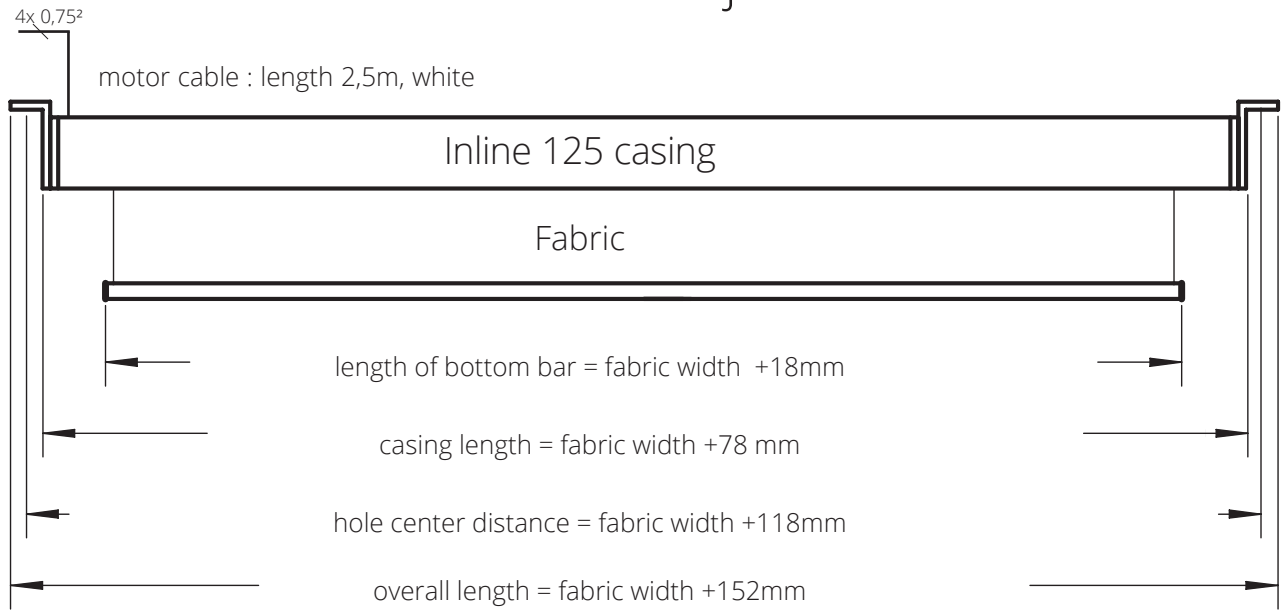 4x 0,75²
motor cable : length 2,5m, white
Inline 125 casing
Fabric
length of bottom bar = fabric width +18mm
casing length = fabric width +78 mm
hole center distance = fabric width +118mm
overall length = fabric width +152mm